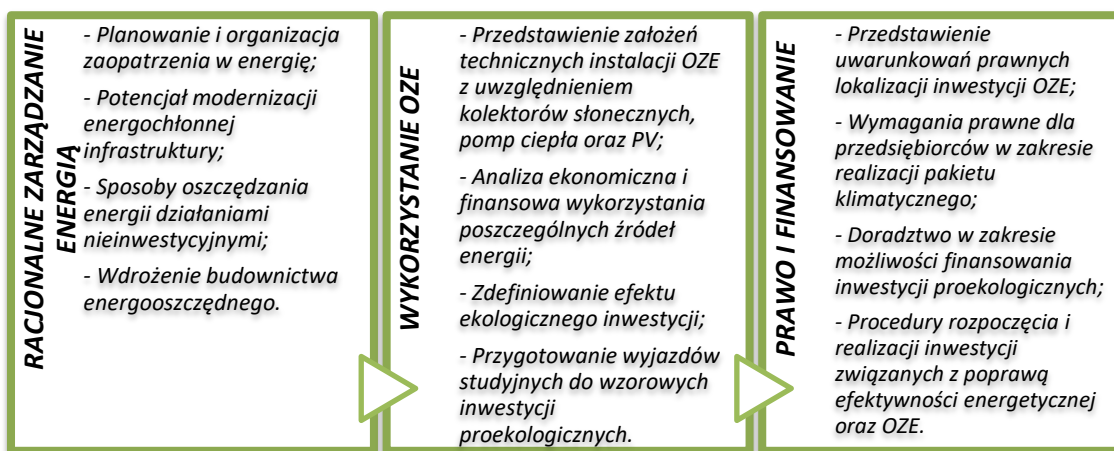 RACJONALNE ZARZĄDZANIE
ENERGIĄ
- Planowanie i organizacja
zaopatrzenia w energię;
- Potencjał modernizacji
energochłonnej
infrastruktury;
- Sposoby oszczędzania
energii działaniami
nieinwestycyjnymi;
- Wdrożenie budownictwa
energooszczędnego.
WYKORZYSTANIE OZE
- Przedstawienie założeń
technicznych instalacji OZE
z uwzględnieniem
kolektorów słonecznych,
pomp ciepła oraz PV;
- Analiza ekonomiczna i
finansowa wykorzystania
poszczególnych źródeł
energii;
- Zdefiniowanie efektu
ekologicznego inwestycji;
- Przygotowanie wyjazdów
studyjnych do wzorowych
inwestycji
proekologicznych.
PRAWO I FINANSOWANIE
- Przedstawienie
uwarunkowań prawnych
lokalizacji inwestycji OZE;
- Wymagania prawne dla
przedsiębiorców w zakresie
realizacji pakietu
klimatycznego;
- Doradztwo w zakresie
możliwości finansowania
inwestycji proekologicznych;
- Procedury rozpoczęcia i
realizacji inwestycji
związanych z poprawą
efektywności energetycznej
oraz OZE.